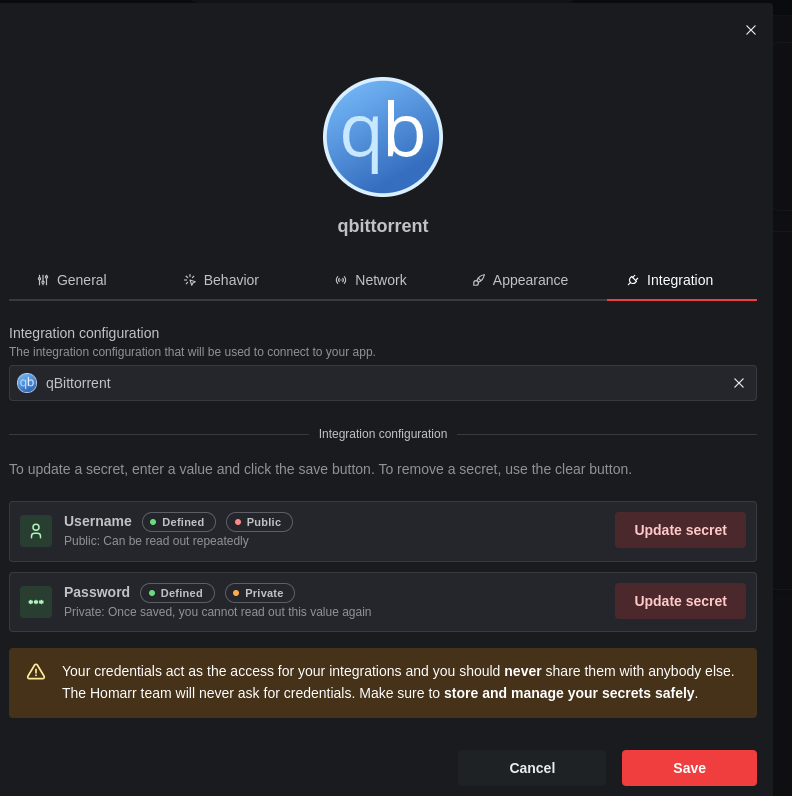 qb
qbittorrent
General Behavior Network Appearance Integration
Integration configuration
The integration configuration that will be used to connect to your app.
qb qBittorrent
Integration configuration
To update a secret, enter a value and click the save button. To remove a secret, use the clear button.
Username Defined Public
Public: Can be read out repeatedly
Update secret
Password Defined Private
Private: Once saved, you cannot read out this value again
Update secret
Your credentials act as the access for your integrations and you should never share them with anybody else.
The Homarr team will never ask for credentials. Make sure to store and manage your secrets safely.
Cancel Save